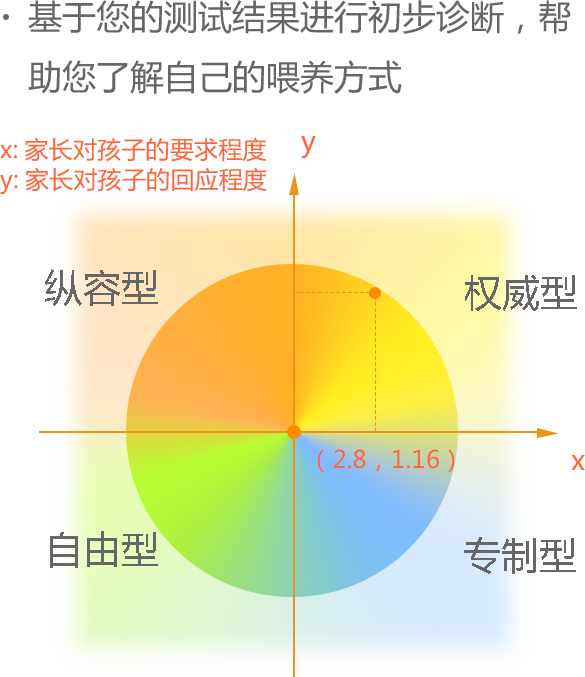 · 基于您的测试结果进行初步诊断，帮
助您了解自己的喂养方式
x: 家长对孩子的要求程度
y: 家长对孩子的回应程度
y
纵容型
权威型
（2.8，1.16）
x
自由型
专制型